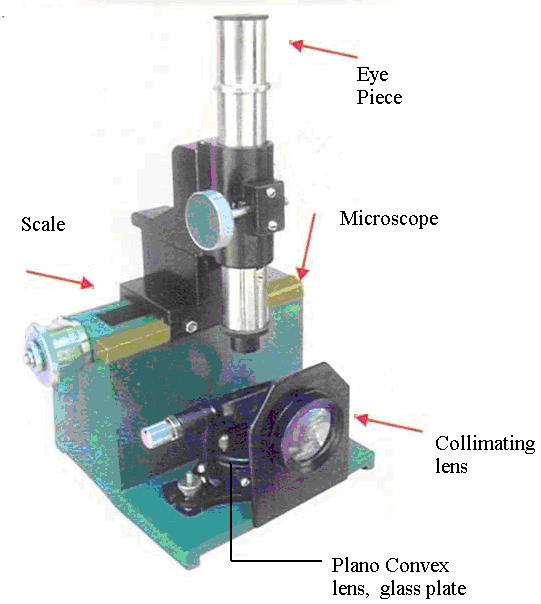 Eye
Piece
Scale
Microscope
Collimating
lens
Plano Convex
lens, glass plate